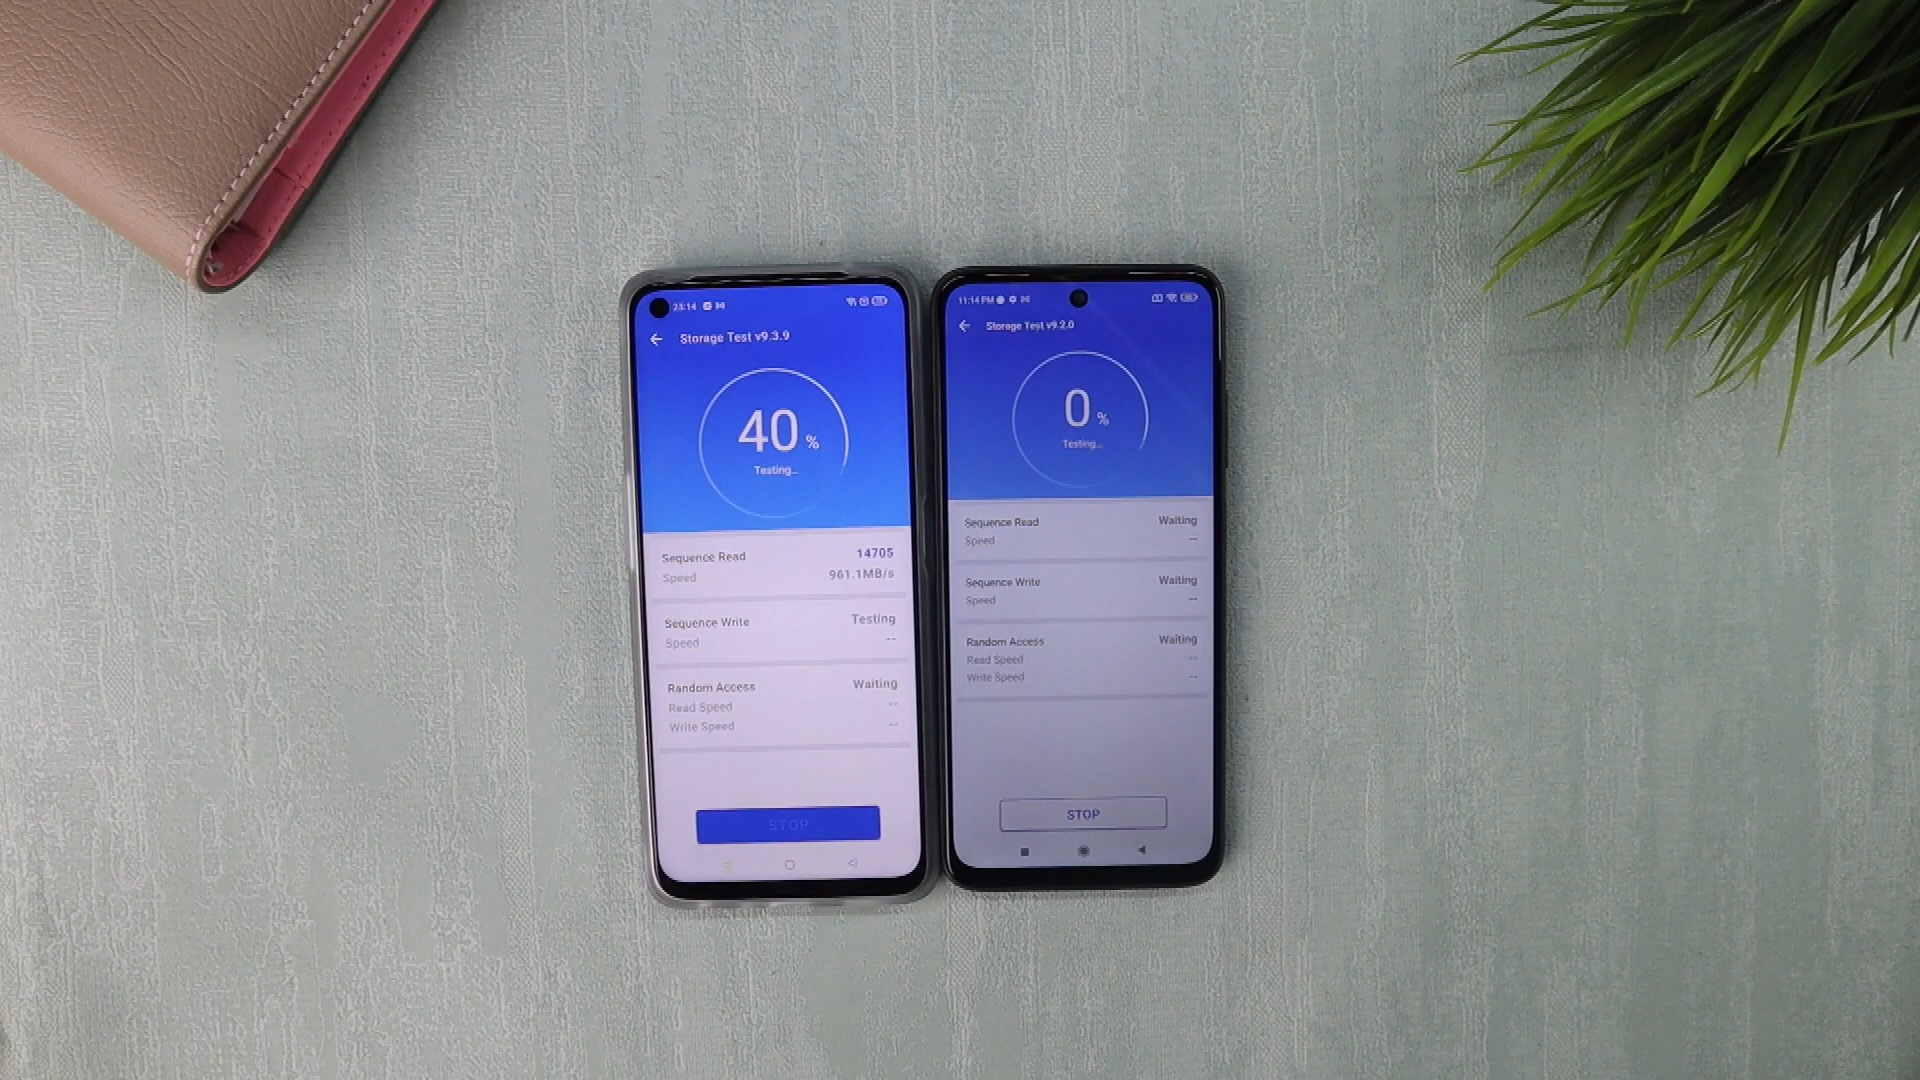 23:14
Storage Test v9.3.9
40 %
Testing...
Sequence Read 14705
Speed 961.1MB/s
Sequence Write Testing
Speed --
Random Access Waiting
Read Speed --
Write Speed --
STOP
11:14 PM
Storage Test v9.2.0
0 %
Testing...
Sequence Read Waiting
Speed --
Sequence Write Waiting
Speed --
Random Access Waiting
Read Speed --
Write Speed --
STOP